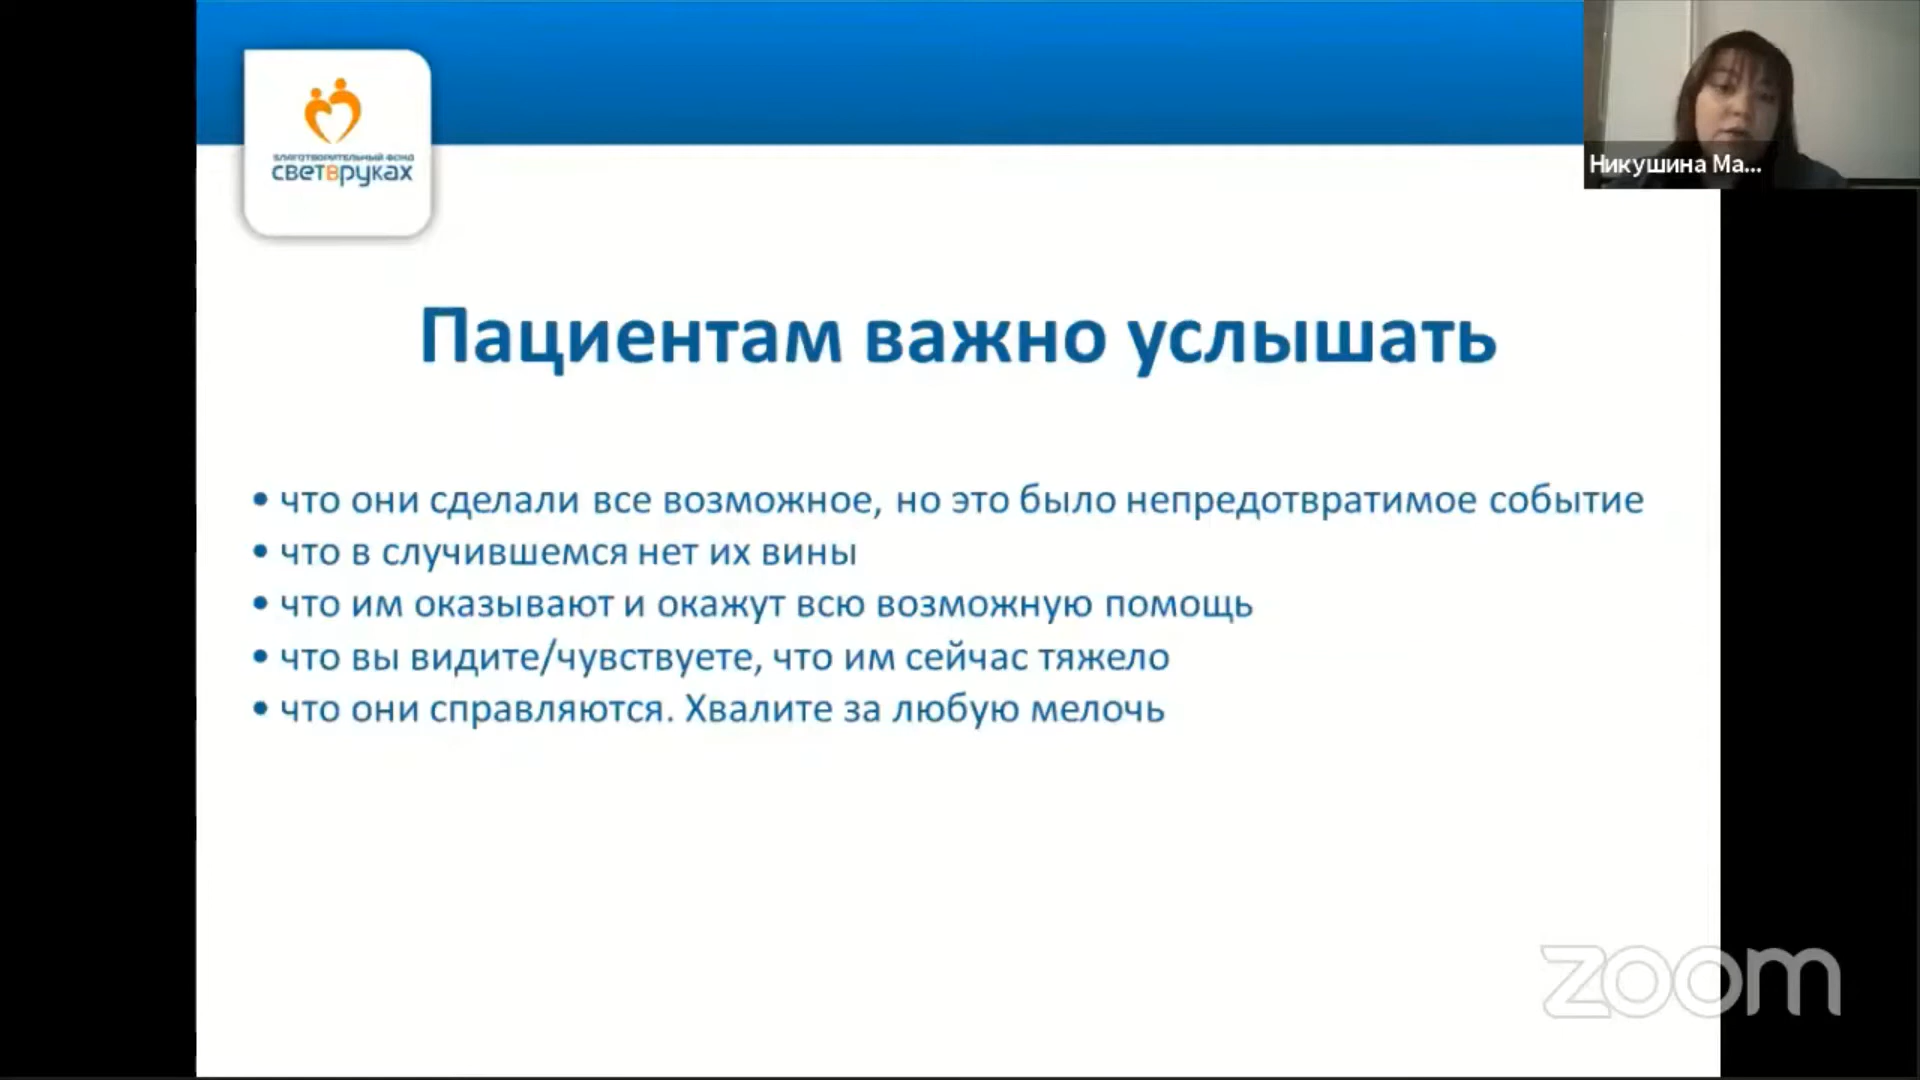 БЛАГОТВОРИТЕЛЬНЫЙ ФОНД
светвруках
Никушина Ма...
Пациентам важно услышать
• что они сделали все возможное, но это было непредотвратимое событие
• что в случившемся нет их вины
• что им оказывают и окажут всю возможную помощь
• что вы видите/чувствуете, что им сейчас тяжело
• что они справляются. Хвалите за любую мелочь
zoom